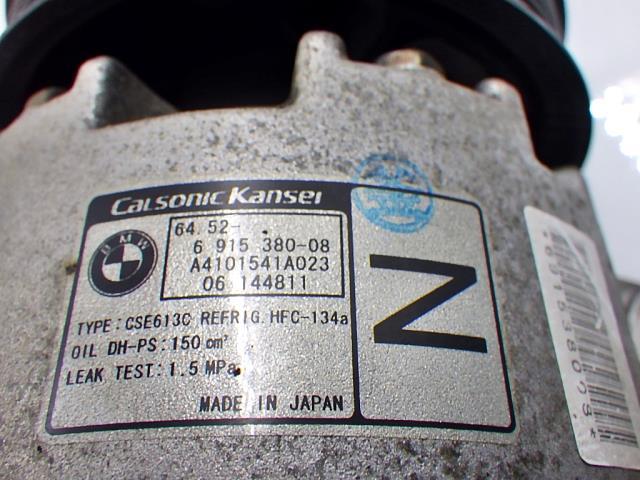 Calsonic Kansei
BMW
64.52-
6 915 380-08
A4101541A023
06 144811
TYPE: CSE613C REFRIG. HFC-134a
OIL DH-PS: 150 cm³
LEAK TEST: 1.5 MPa
MADE IN JAPAN
N